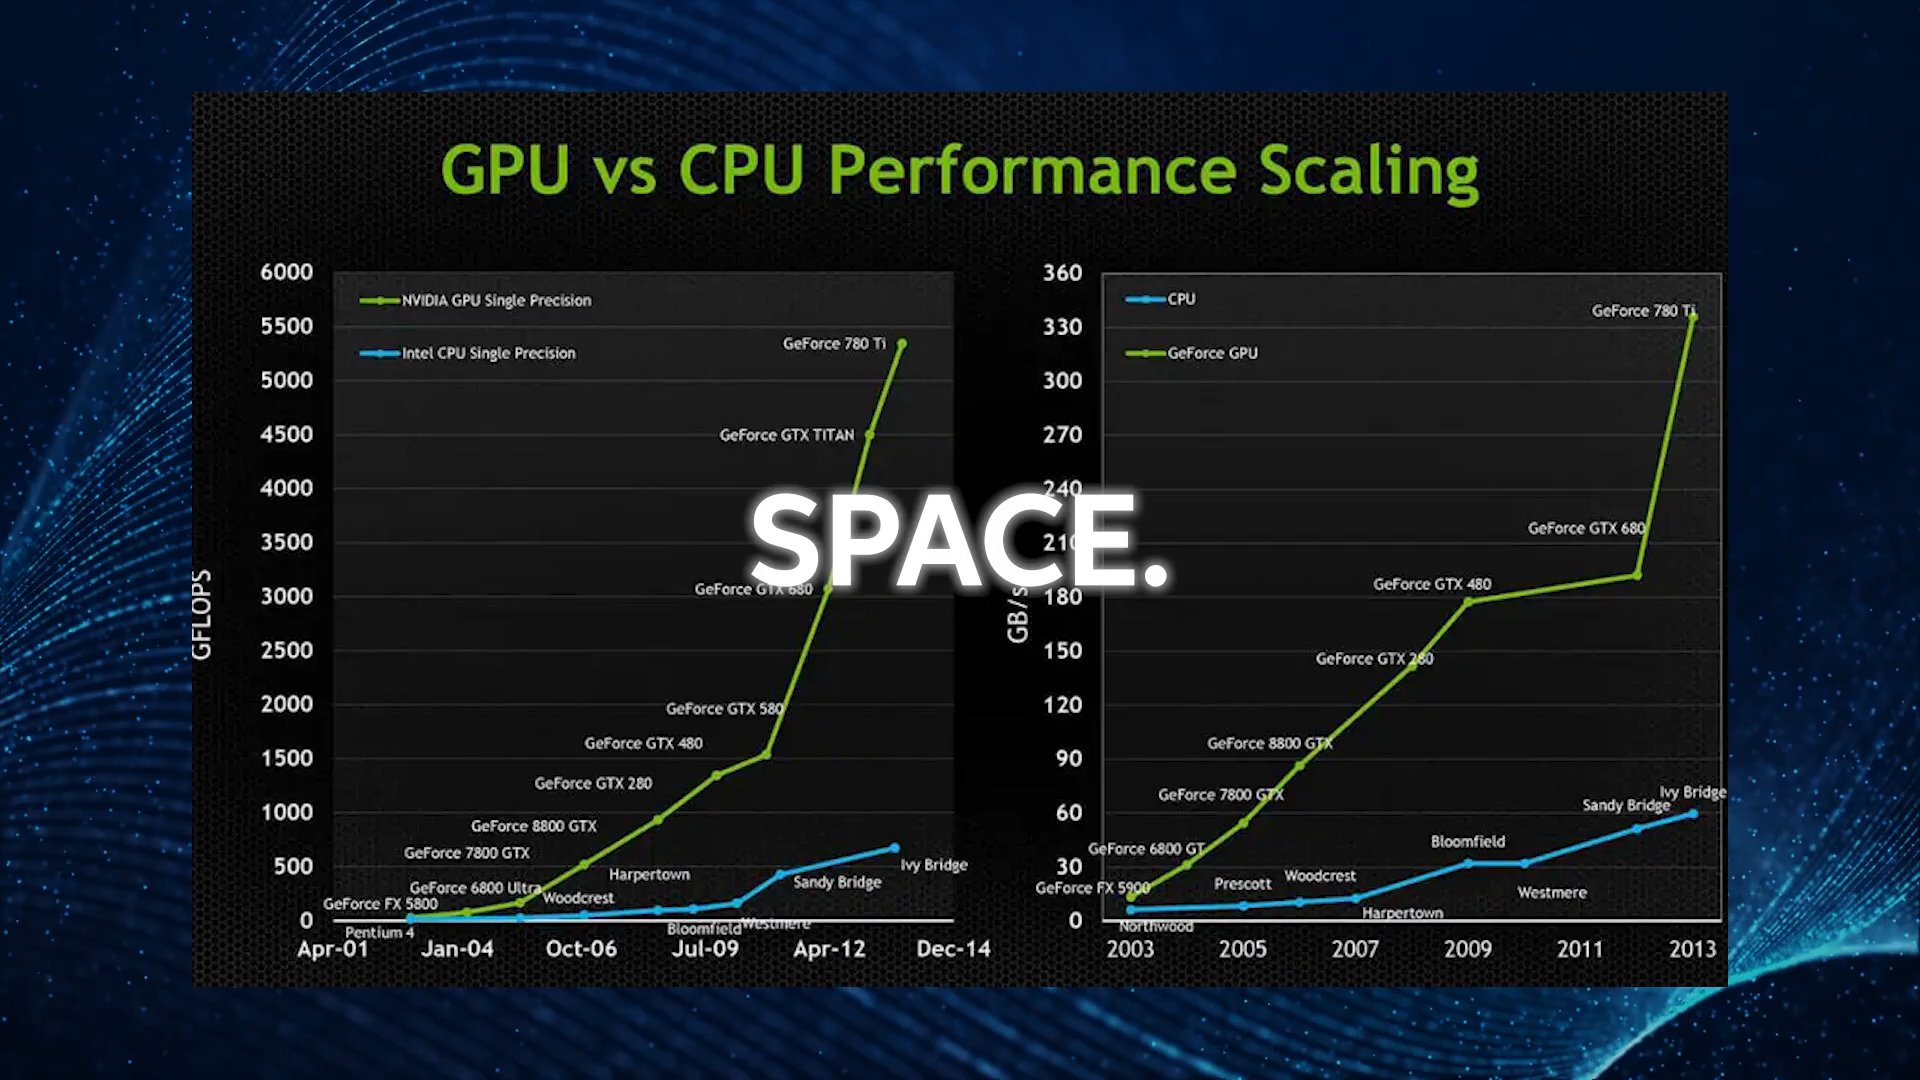 GPU vs CPU Performance Scaling
6000
5500
5000
4500
4000
3500
3000
2500
2000
1500
1000
500
0
GFLOPS
NVIDIA GPU Single Precision
Intel CPU Single Precision
GeForce 780 Ti
GeForce GTX TITAN
GeForce GTX 680
GeForce GTX 580
GeForce GTX 480
GeForce GTX 280
GeForce 8800 GTX
GeForce 7800 GTX
GeForce 6800 Ultra
GeForce FX 5800
Pentium 4
Woodcrest
Harpertown
Bloomfield
Westmere
Sandy Bridge
Ivy Bridge
Apr-01 Jan-04 Oct-06 Jul-09 Apr-12 Dec-14
SPACE.
360
330
300
270
240
210
180
150
120
90
60
30
0
GB/s
CPU
GeForce GPU
GeForce 780 Ti
GeForce GTX 680
GeForce GTX 480
GeForce GTX 280
GeForce 8800 GTX
GeForce 7800 GTX
GeForce 6800 GT
GeForce FX 5900
Northwood
Prescott
Woodcrest
Harpertown
Bloomfield
Westmere
Sandy Bridge
Ivy Bridge
2003 2005 2007 2009 2011 2013